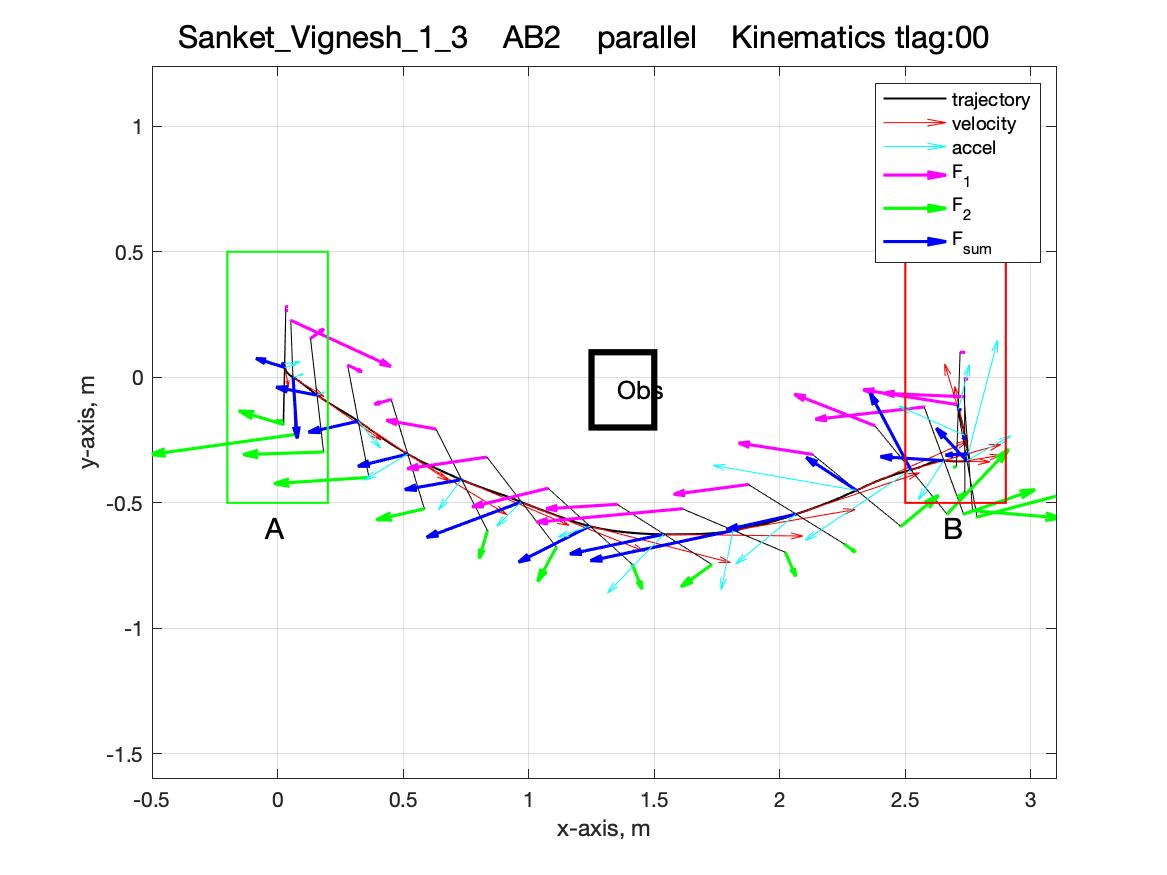 Sanket_Vignesh_1_3 AB2 parallel Kinematics tlag:00
trajectory
velocity
accel
F1
F2
Fsum
1
0.5
0
-0.5
-1
-1.5
y-axis, m
Obs
A
B
-0.5 0 0.5 1 1.5 2 2.5 3
x-axis, m